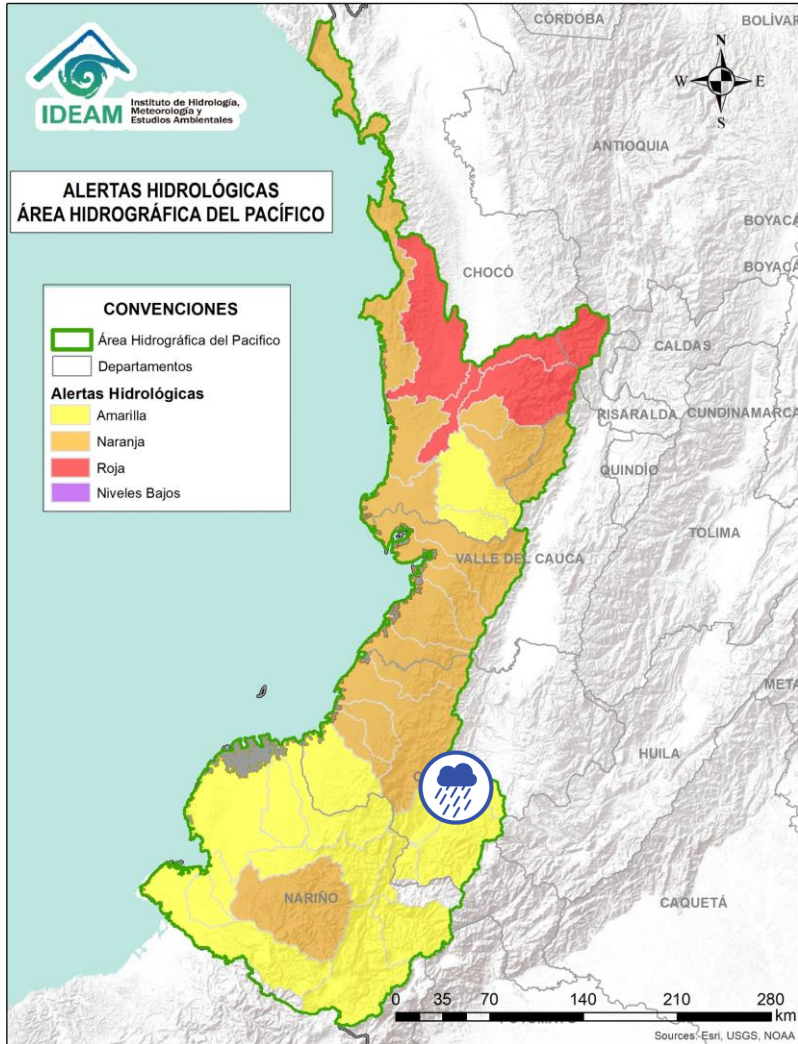 IDEAM
Instituto de Hidrología,
Meteorología y
Estudios Ambientales
ALERTAS HIDROLÓGICAS
ÁREA HIDROGRÁFICA DEL PACÍFICO
CONVENCIONES
Área Hidrográfica del Pacifico
Departamentos
Alertas Hidrológicas
Amarilla
Naranja
Roja
Niveles Bajos
N
W E
S
CÓRDOBA
BOLÍVAR
ANTIOQUIA
BOYACÁ
CHOCÓ
BOYACÁ
CALDAS
RISARALDA
CUNDINAMARCA
QUINDÍO
TOLIMA
VALLE DEL CAUCA
META
HUILA
NARIÑO
CAQUETÁ
0 35 70 140 210 280
km
Sources: Esri, USGS, NOAA